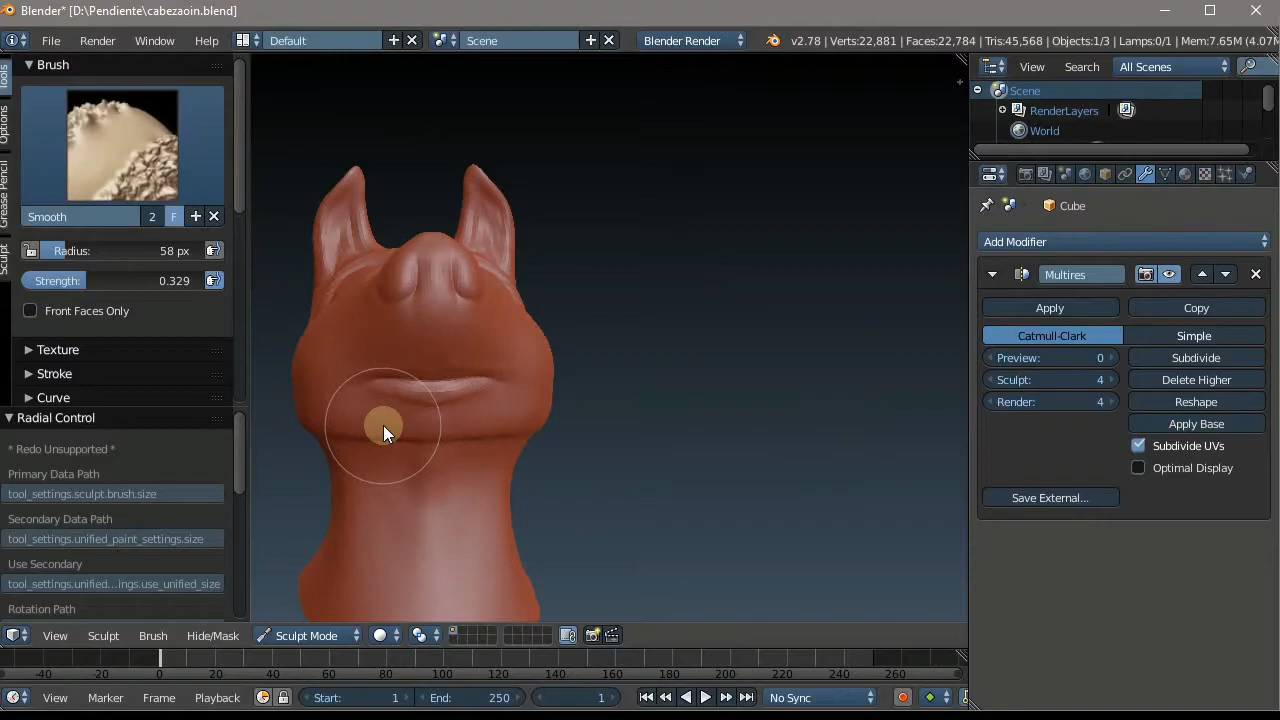 Blender* [D:\Pendiente\cabezaoin.blend]
File Render Window Help Default Scene Blender Render v2.78 | Verts:22,881 | Faces:22,784 | Tris:45,568 | Objects:1/3 | Lamps:0/1 | Mem:7.65M
Tools
Options
Grease Pencil
Sculpt
Brush
Smooth 2 F
Radius: 58 px
Strength: 0.329
Front Faces Only
Texture
Stroke
Curve
Radial Control
* Redo Unsupported *
Primary Data Path
tool_settings.sculpt.brush.size
Secondary Data Path
tool_settings.unified_paint_settings.size
Use Secondary
tool_settings.unified...ings.use_unified_size
Rotation Path
View Search All Scenes
Scene
RenderLayers
World
Cube
Add Modifier
Multires
Apply Copy
Catmull-Clark Simple
Preview: 0 Subdivide
Sculpt: 4 Delete Higher
Render: 4 Reshape
Apply Base
Subdivide UVs
Optimal Display
Save External...
View Sculpt Brush Hide/Mask Sculpt Mode
-40 -20 0 20 40 60 80 100 120 140 160 180 200 220 240 260
View Marker Frame Playback Start: 1 End: 250 1 No Sync